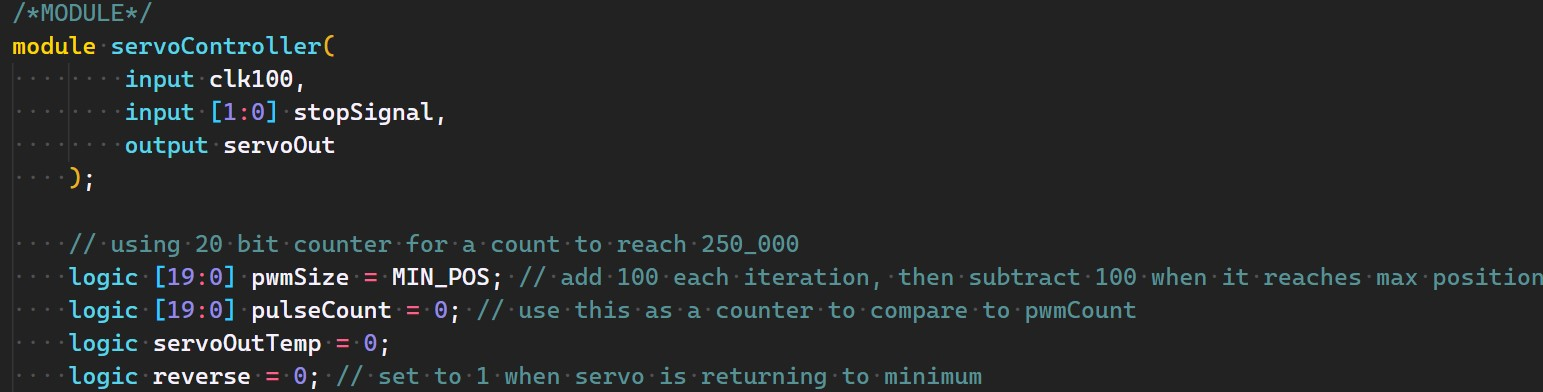 /*MODULE*/
module servoController(
        input clk100,
        input [1:0] stopSignal,
        output servoOut
    );
    // using 20 bit counter for a count to reach 250_000
    logic [19:0] pwmSize = MIN_POS; // add 100 each iteration, then subtract 100 when it reaches max position
    logic [19:0] pulseCount = 0; // use this as a counter to compare to pwmCount
    logic servoOutTemp = 0;
    logic reverse = 0; // set to 1 when servo is returning to minimum